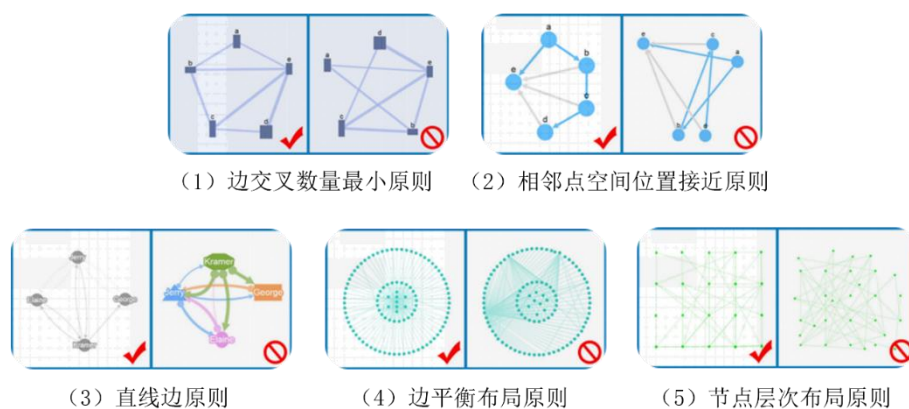 a
b
e
c
d
d
a
e
c
b
a
b
e
c
d
e
c
a
b
e
（1）边交叉数量最小原则
（2）相邻点空间位置接近原则
Kramer
George
（3）直线边原则
（4）边平衡布局原则
（5）节点层次布局原则